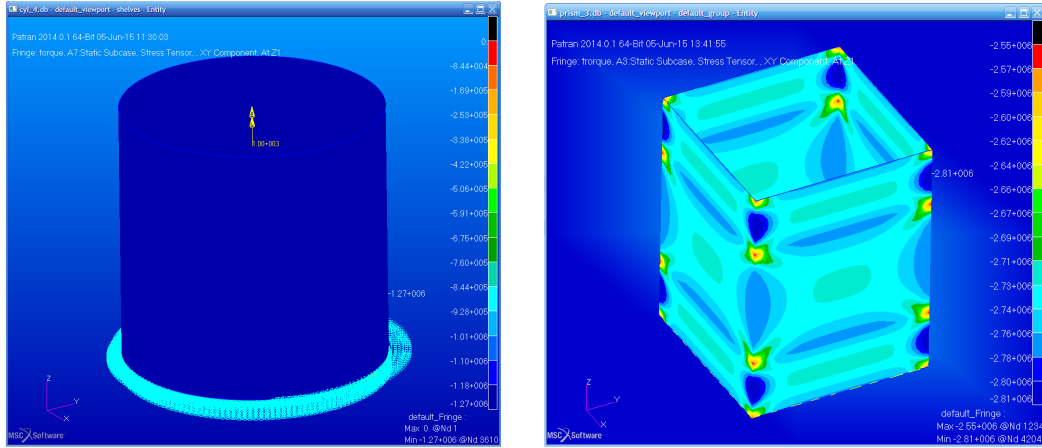 cyl_4.db - default_viewport - shelves - Entity
Patran 2014.0.1 64-Bit 05-Jun-15 11:30:03
Fringe: torque, A7:Static Subcase, Stress Tensor, , XY Component, At Z1
0.
-8.44+004
-1.69+005
-2.53+005
-3.38+005
-4.22+005
-5.06+005
-5.91+005
-6.75+005
-7.60+005
-8.44+005
-9.28+005
-1.01+006
-1.10+006
-1.18+006
-1.27+006
1.00+003
-1.27+006
Z
Y
X
default_Fringe :
Max 0. @Nd 1
Min -1.27+006 @Nd 3610
MSC Software
prism_3.db - default_viewport - default_group - Entity
Patran 2014.0.1 64-Bit 05-Jun-15 13:41:55
Fringe: trorque, A3:Static Subcase, Stress Tensor, , XY Component, At Z1
-2.55+006
-2.57+006
-2.59+006
-2.60+006
-2.62+006
-2.64+006
-2.66+006
-2.67+006
-2.69+006
-2.71+006
-2.73+006
-2.74+006
-2.76+006
-2.78+006
-2.80+006
-2.81+006
-2.81+006
Z
Y
X
default_Fringe :
Max -2.55+006 @Nd 1234
Min -2.81+006 @Nd 4204
MSC Software